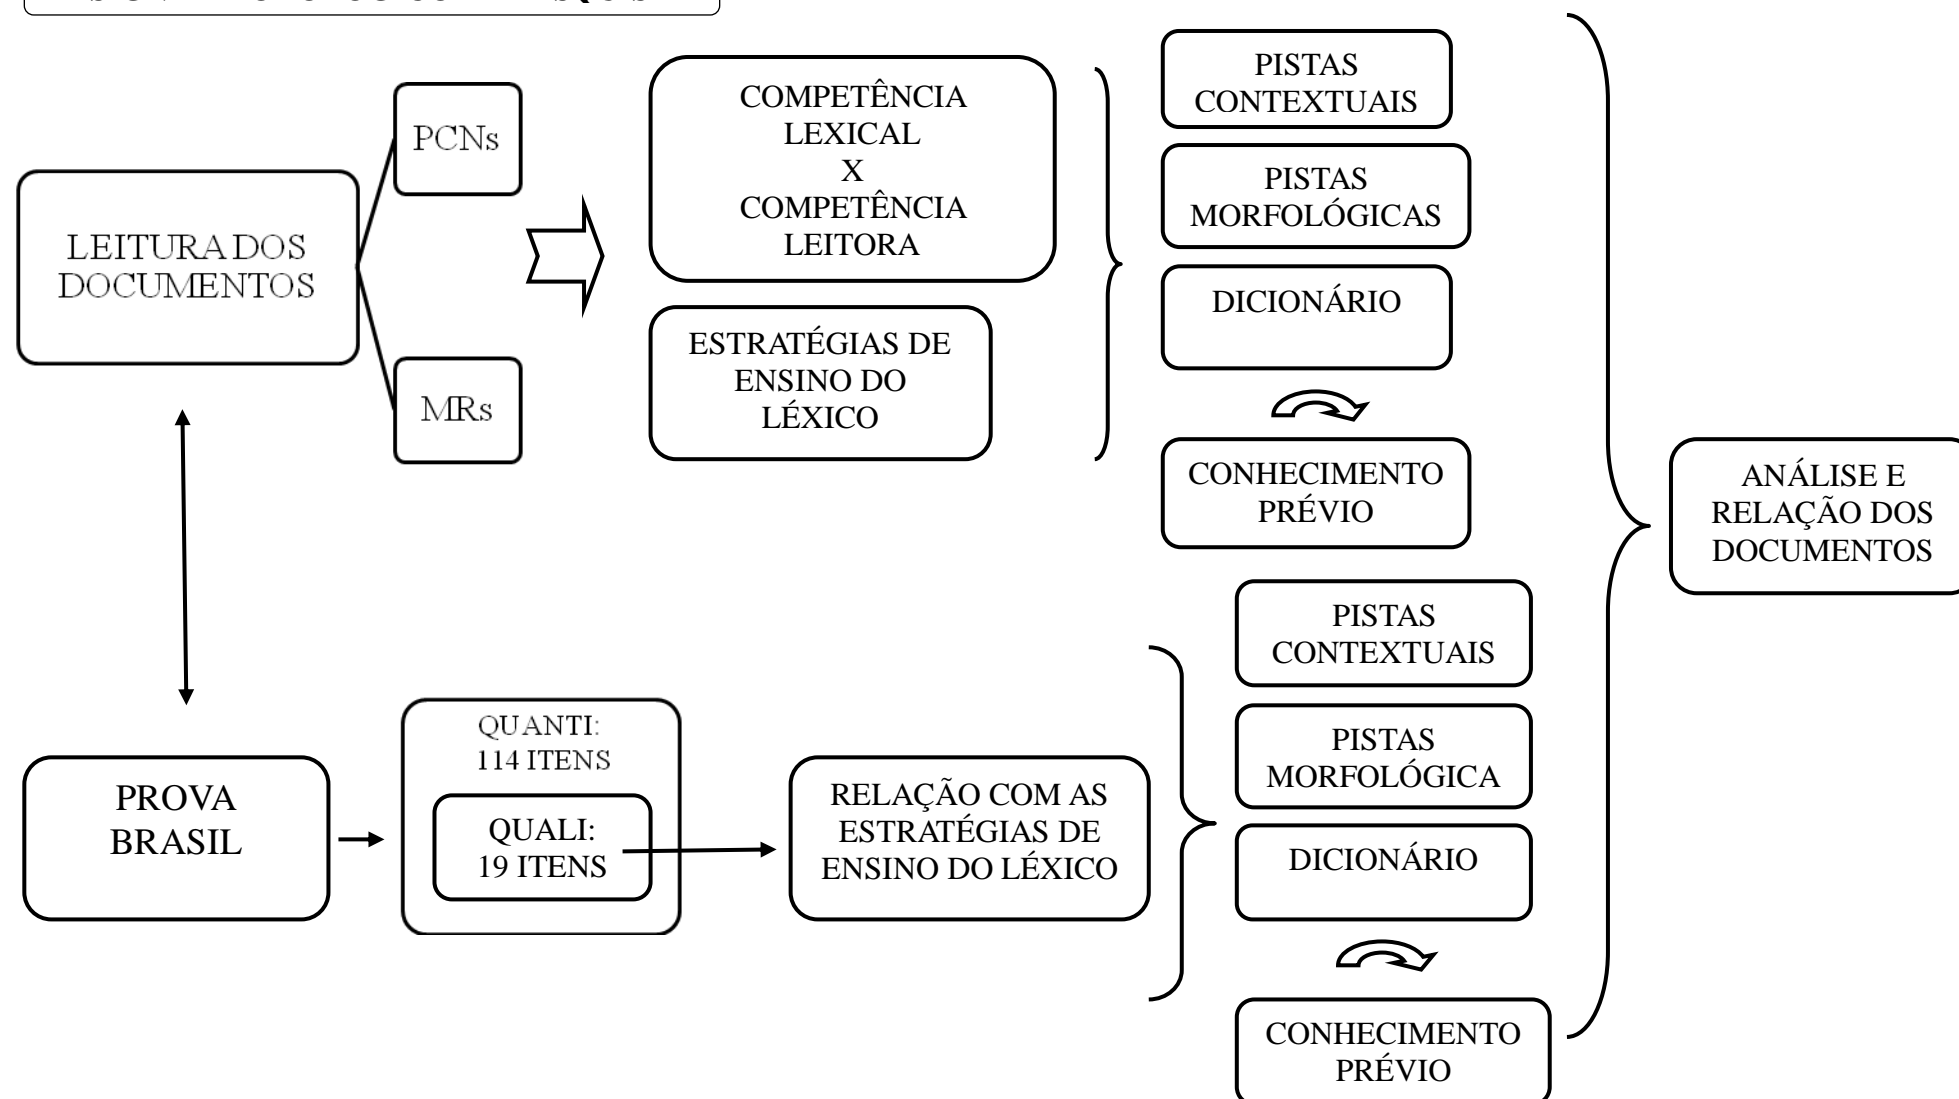 PCNs
LEITURA DOS
DOCUMENTOS
MRs
COMPETÊNCIA
LEXICAL
X
COMPETÊNCIA
LEITORA
ESTRATÉGIAS DE
ENSINO DO
LÉXICO
PISTAS
CONTEXTUAIS
PISTAS
MORFOLÓGICAS
DICIONÁRIO
CONHECIMENTO
PRÉVIO
ANÁLISE E
RELAÇÃO DOS
DOCUMENTOS
PROVA
BRASIL
QUANTI:
114 ITENS
QUALI:
19 ITENS
RELAÇÃO COM AS
ESTRATÉGIAS DE
ENSINO DO LÉXICO
PISTAS
CONTEXTUAIS
PISTAS
MORFOLÓGICA
DICIONÁRIO
CONHECIMENTO
PRÉVIO